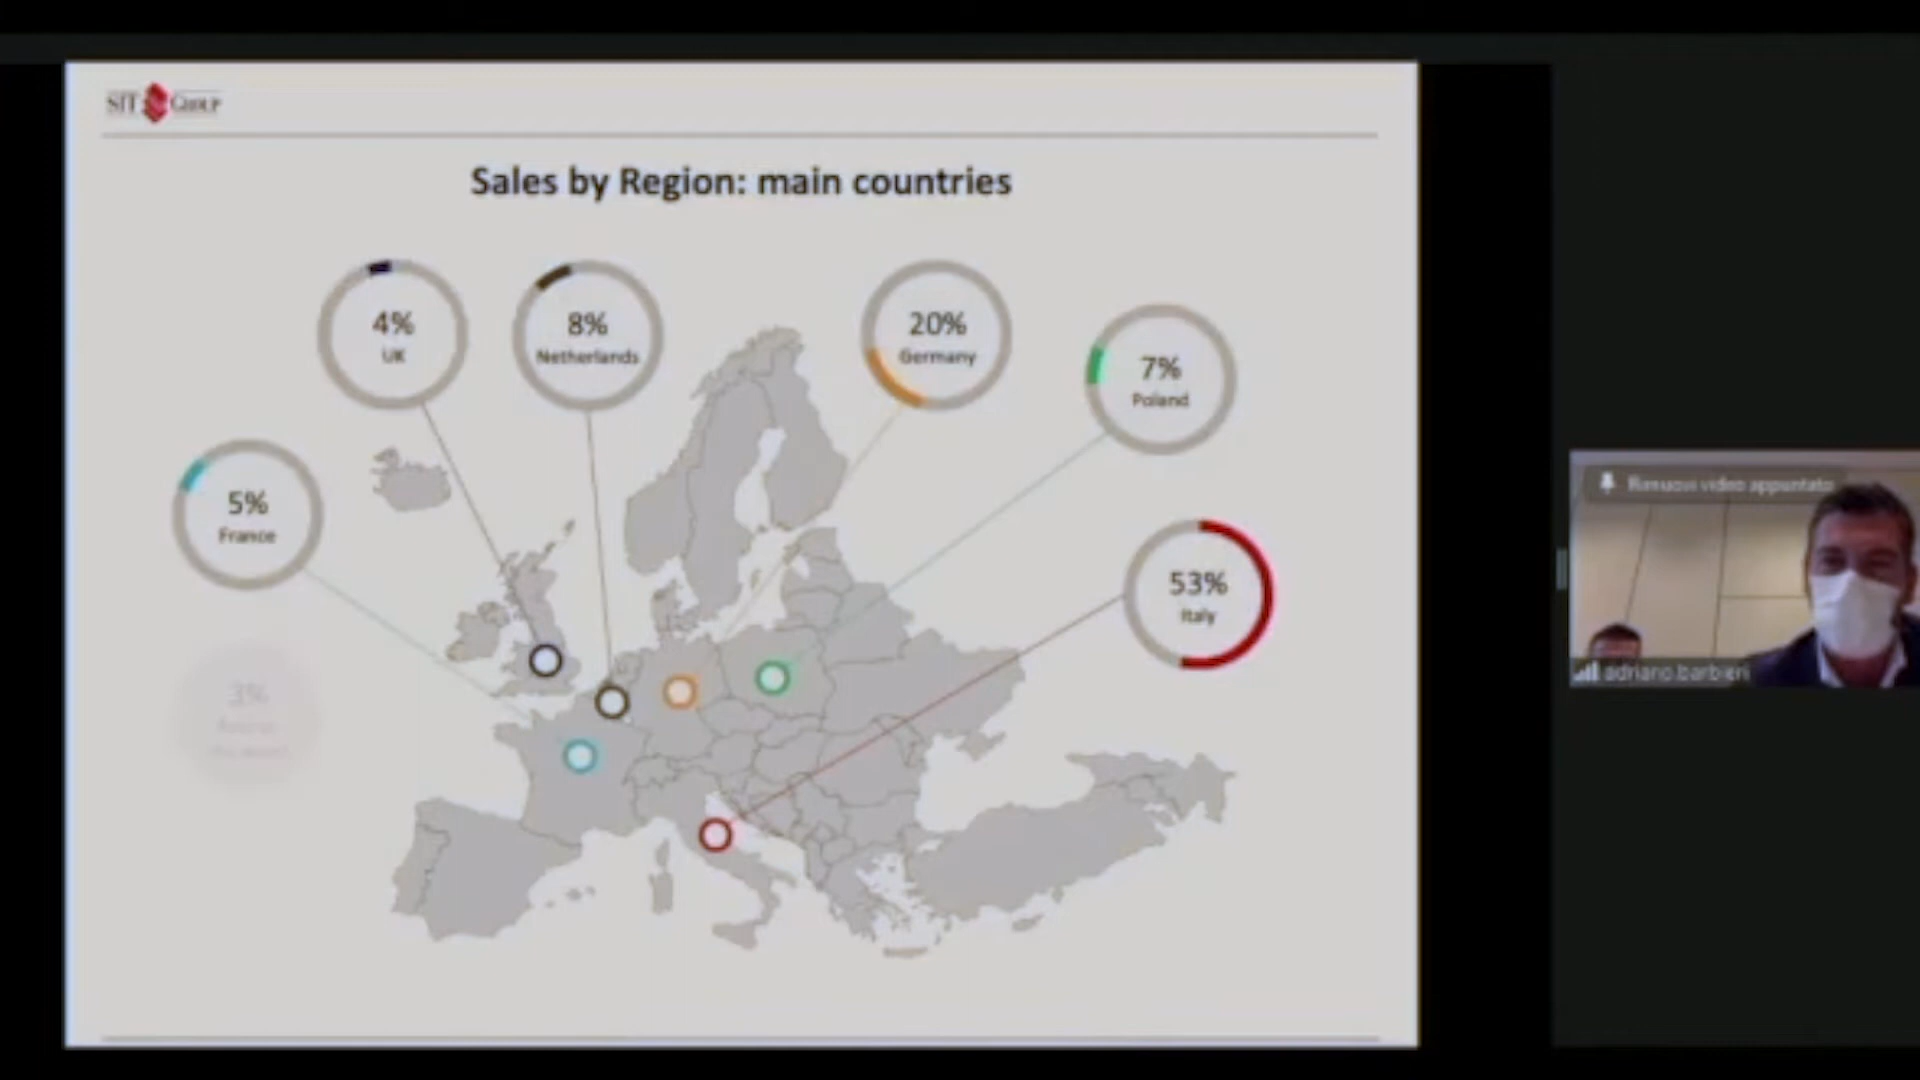 SIT Group
Sales by Region: main countries
4%
UK
8%
Netherlands
20%
Germany
7%
Poland
5%
France
53%
Italy
3%
Rimuovi video appuntato
adriano.barbieri